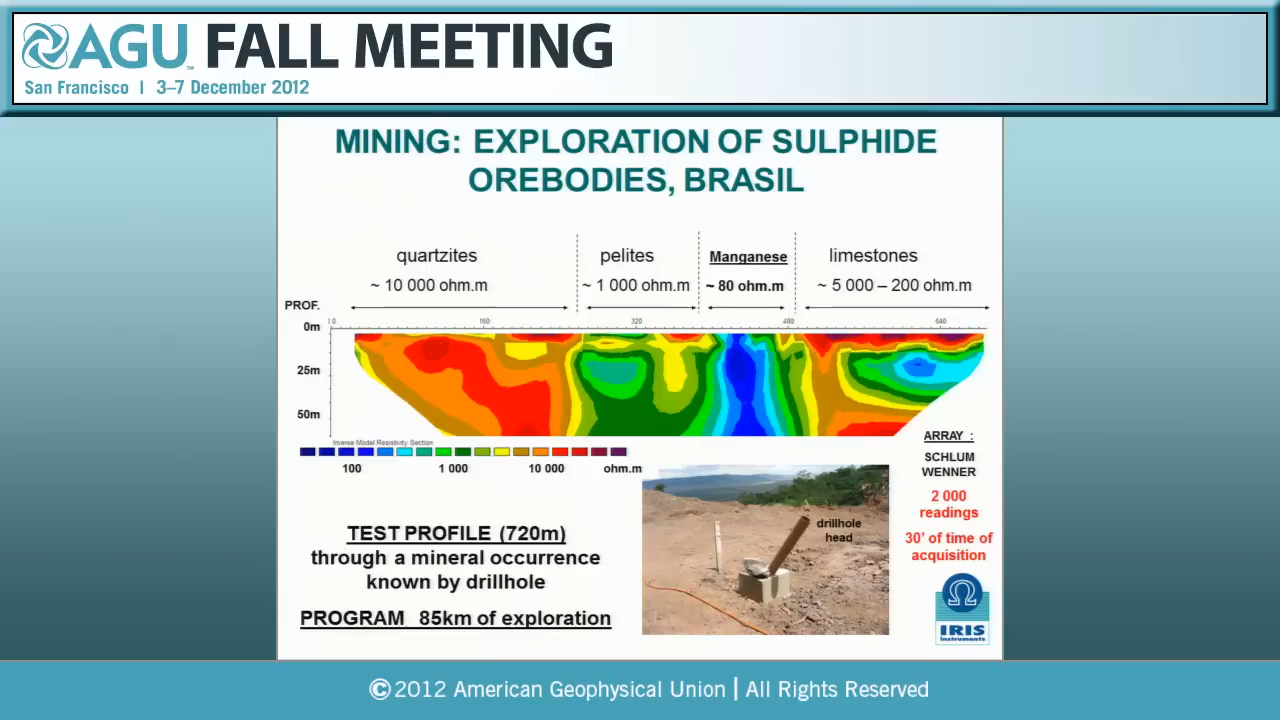 AGU FALL MEETING
™
San Francisco | 3–7 December 2012
MINING: EXPLORATION OF SULPHIDE
OREBODIES, BRASIL
quartzites
pelites
Manganese
limestones
~ 10 000 ohm.m
~ 1 000 ohm.m
~ 80 ohm.m
~ 5 000 – 200 ohm.m
PROF.
0m
0
160
320
480
640
25m
50m
Inverse Model Resistivity Section
100
1 000
10 000
ohm.m
ARRAY :
SCHLUM
WENNER
2 000
readings
30' of time of
acquisition
TEST PROFILE (720m)
through a mineral occurrence
known by drillhole
PROGRAM 85km of exploration
drillhole
head
Ω
IRIS
instruments
©2012 American Geophysical Union | All Rights Reserved